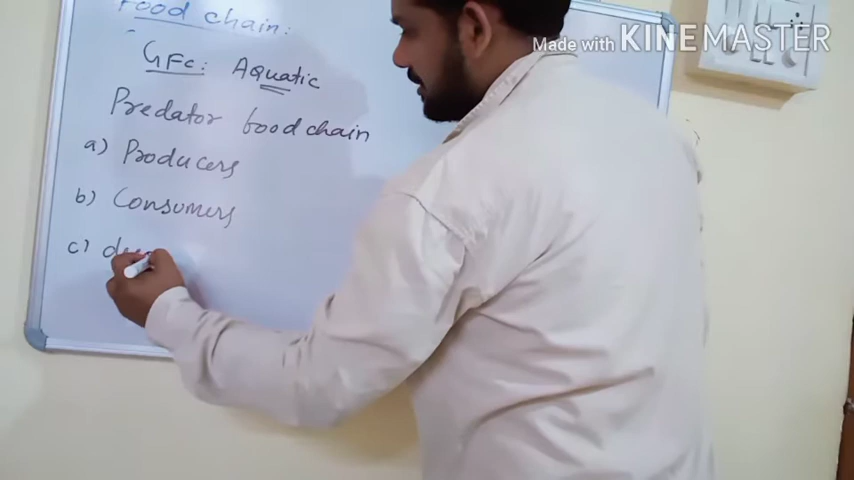 Food chain:
GFC: Aquatic
Predator food chain
a) Producers
b) Consumers
c)
Made with KINEMASTER